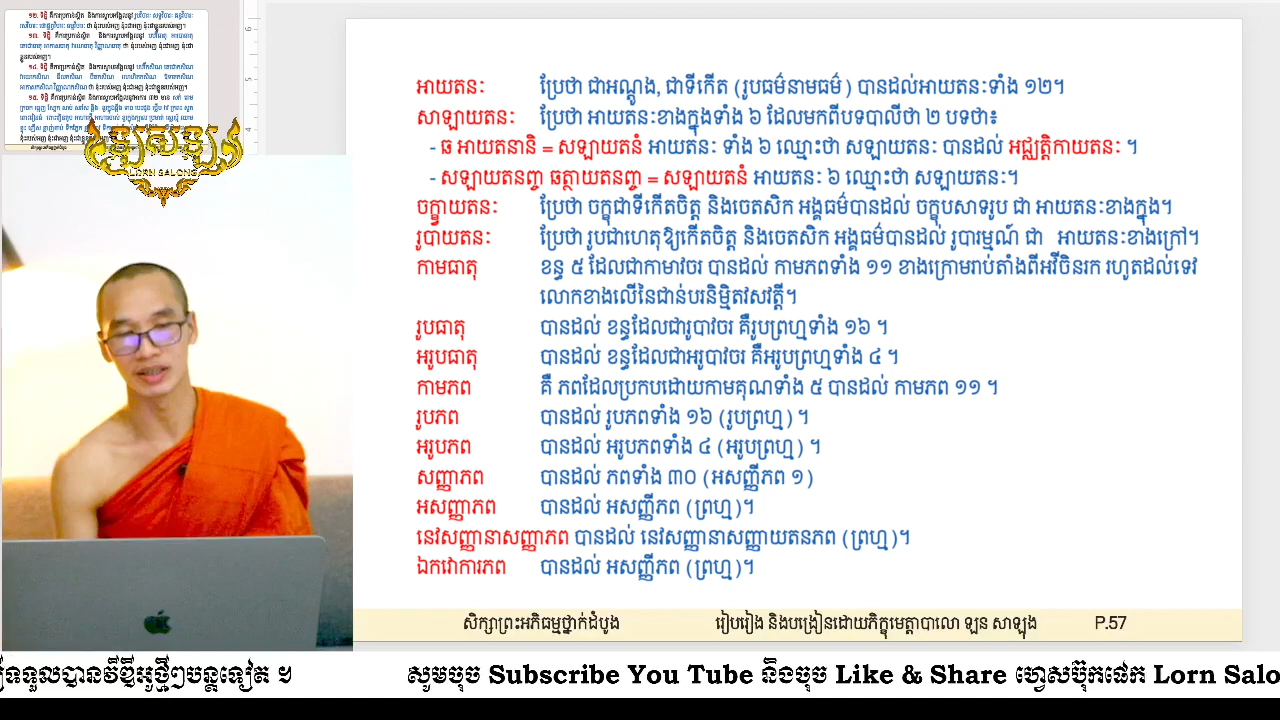 អាយតនៈ ប្រែថា ជាអណ្តូង, ជាទីកើត (រូបធម៌នាមធម៌) បានដល់អាយតនៈទាំង ១២។
សាឡាយតនៈ ប្រែថា អាយតនៈខាងក្នុងទាំង ៦ ដែលមកពីបទបាលីថា ២ បទថា៖
- ឆ អាយតនានិ = សឡាយតនំ អាយតនៈ ទាំង ៦ ឈ្មោះថា សឡាយតនៈ បានដល់ អជ្ឈត្តិកាយតនៈ ។
- សឡាយតនញ្ច ឆត្ថាយតនញ្ច = សឡាយតនំ អាយតនៈ ៦ ឈ្មោះថា សឡាយតនៈ។
ចក្ខ្វាយតនៈ ប្រែថា ចក្ខុជាទីកើតចិត្ត និងចេតសិក អង្គធម៌បានដល់ ចក្ខុបសាទរូប ជា អាយតនៈខាងក្នុង។
រូបាយតនៈ ប្រែថា រូបជាហេតុឱ្យកើតចិត្ត និងចេតសិក អង្គធម៌បានដល់ រូបារម្មណ៍ ជា អាយតនៈខាងក្រៅ។
កាមធាតុ ខន្ធ ៥ ដែលជាកាមាវចរ បានដល់ កាមភពទាំង ១១ ខាងក្រោមរាប់តាំងពីអវីចិនរក រហូតដល់ទេវ
លោកខាងលើនៃជាន់បរនិម្មិតវសវត្តី។
រូបធាតុ បានដល់ ខន្ធដែលជារូបាវចរ គឺរូបព្រហ្មទាំង ១៦ ។
អរូបធាតុ បានដល់ ខន្ធដែលជាអរូបាវចរ គឺអរូបព្រហ្មទាំង ៤ ។
កាមភព គឺ ភពដែលប្រកបដោយកាមគុណទាំង ៥ បានដល់ កាមភព ១១ ។
រូបភព បានដល់ រូបភពទាំង ១៦ (រូបព្រហ្ម) ។
អរូបភព បានដល់ អរូបភពទាំង ៤ (អរូបព្រហ្ម) ។
សញ្ញាភព បានដល់ ភពទាំង ៣០ (អសញ្ញីភព ១)
អសញ្ញាភព បានដល់ អសញ្ញីភព (ព្រហ្ម)។
នេវសញ្ញានាសញ្ញាភព បានដល់ នេវសញ្ញានាសញ្ញាយតនភព (ព្រហ្ម)។
ឯកវោការភព បានដល់ អសញ្ញីភព (ព្រហ្ម)។
សិក្សាព្រះអភិធម្មថ្នាក់ដំបូង រៀបរៀង និងបង្រៀនដោយភិក្ខុមេត្តាបាលោ ឡន សាឡុង P.57
LORN SALONG
ទទួលបានវីឌីអូថ្មីៗបន្តទៀត ។ សូមចុច Subscribe You Tube និងចុច Like & Share ហ្វេសប៊ុកផេក Lorn Salo